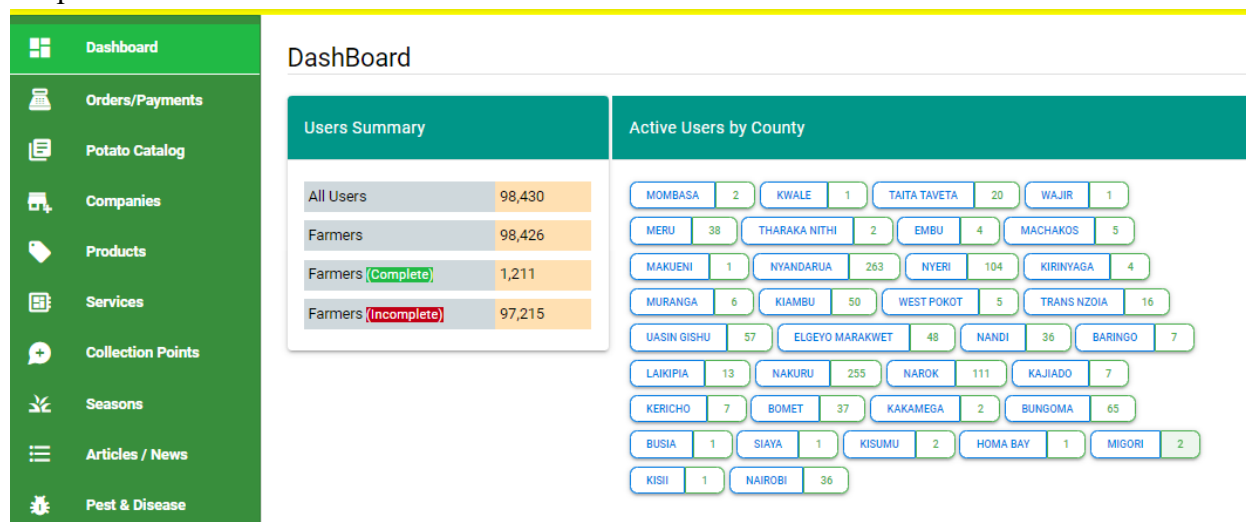 Dashboard
Orders/Payments
Potato Catalog
Companies
Products
Services
Collection Points
Seasons
Articles / News
Pest & Disease
DashBoard
Users Summary
All Users 98,430
Farmers 98,426
Farmers (Complete) 1,211
Farmers (Incomplete) 97,215
Active Users by County
MOMBASA 2 KWALE 1 TAITA TAVETA 20 WAJIR 1
MERU 38 THARAKA NITHI 2 EMBU 4 MACHAKOS 5
MAKUENI 1 NYANDARUA 263 NYERI 104 KIRINYAGA 4
MURANGA 6 KIAMBU 50 WEST POKOT 5 TRANS NZOIA 16
UASIN GISHU 57 ELGEYO MARAKWET 48 NANDI 36 BARINGO 7
LAIKIPIA 13 NAKURU 255 NAROK 111 KAJIADO 7
KERICHO 7 BOMET 37 KAKAMEGA 2 BUNGOMA 65
BUSIA 1 SIAYA 1 KISUMU 2 HOMA BAY 1 MIGORI 2
KISII 1 NAIROBI 36